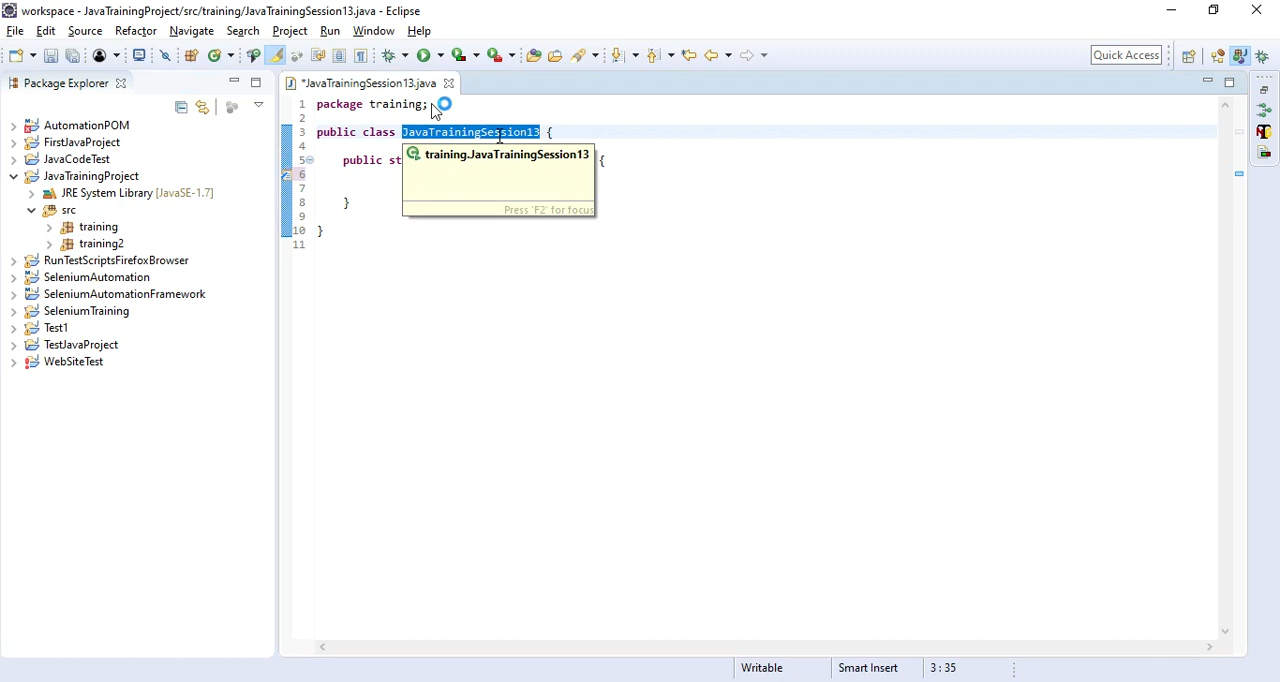 workspace - JavaTrainingProject/src/training/JavaTrainingSession13.java - Eclipse
File Edit Source Refactor Navigate Search Project Run Window Help
Quick Access
Package Explorer
*JavaTrainingSession13.java
AutomationPOM
FirstJavaProject
JavaCodeTest
JavaTrainingProject
JRE System Library [JavaSE-1.7]
src
training
training2
RunTestScriptsFirefoxBrowser
SeleniumAutomation
SeleniumAutomationFramework
SeleniumTraining
Test1
TestJavaProject
WebSiteTest
1 package training;
2
3 public class JavaTrainingSession13 {
4
5 public st {
6
7
8 }
9
10 }
11
training.JavaTrainingSession13
Press 'F2' for focus
Writable Smart Insert 3 : 35